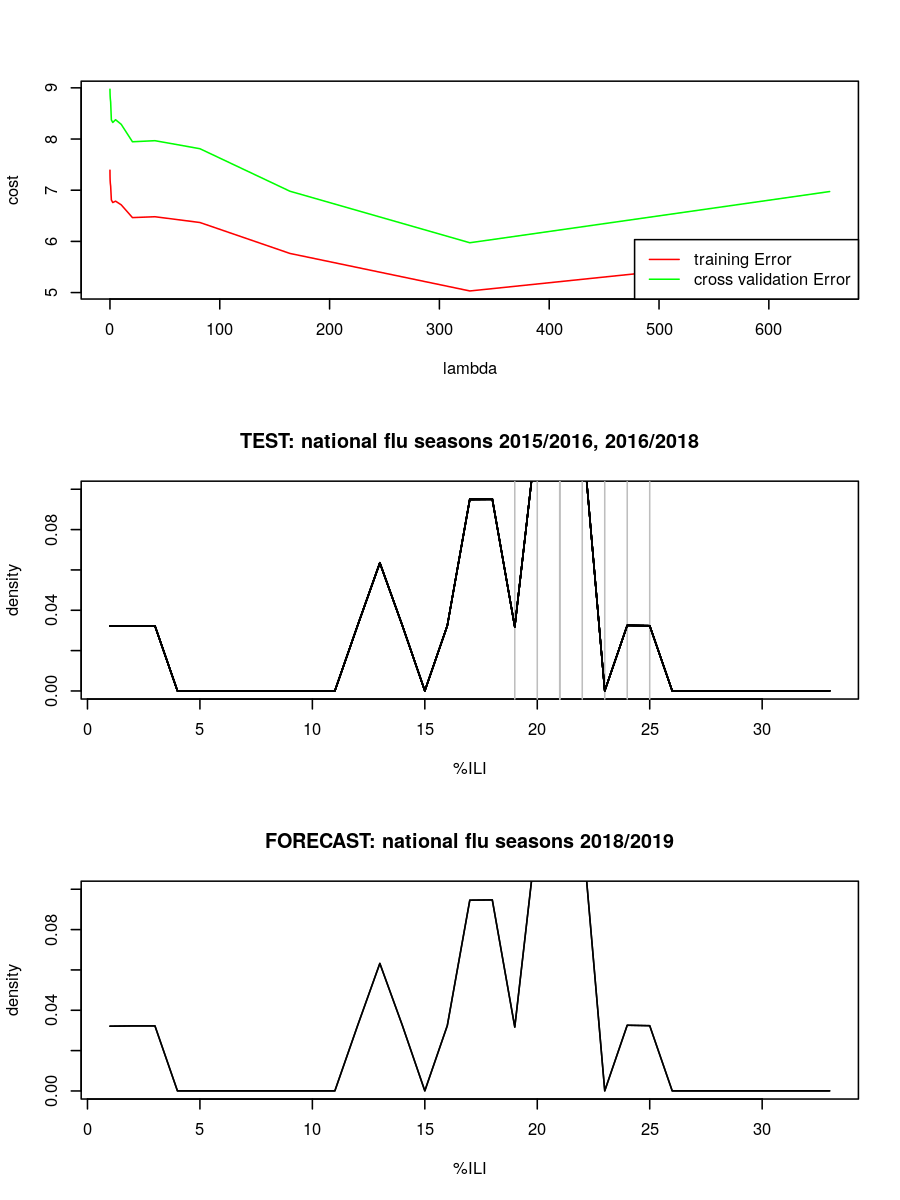 9
8
7
6
5
cost
training Error
cross validation Error
0 100 200 300 400 500 600
lambda
TEST: national flu seasons 2015/2016, 2016/2018
0.08
0.04
0.00
density
0 5 10 15 20 25 30
%ILI
FORECAST: national flu seasons 2018/2019
0.08
0.04
0.00
density
0 5 10 15 20 25 30
%ILI